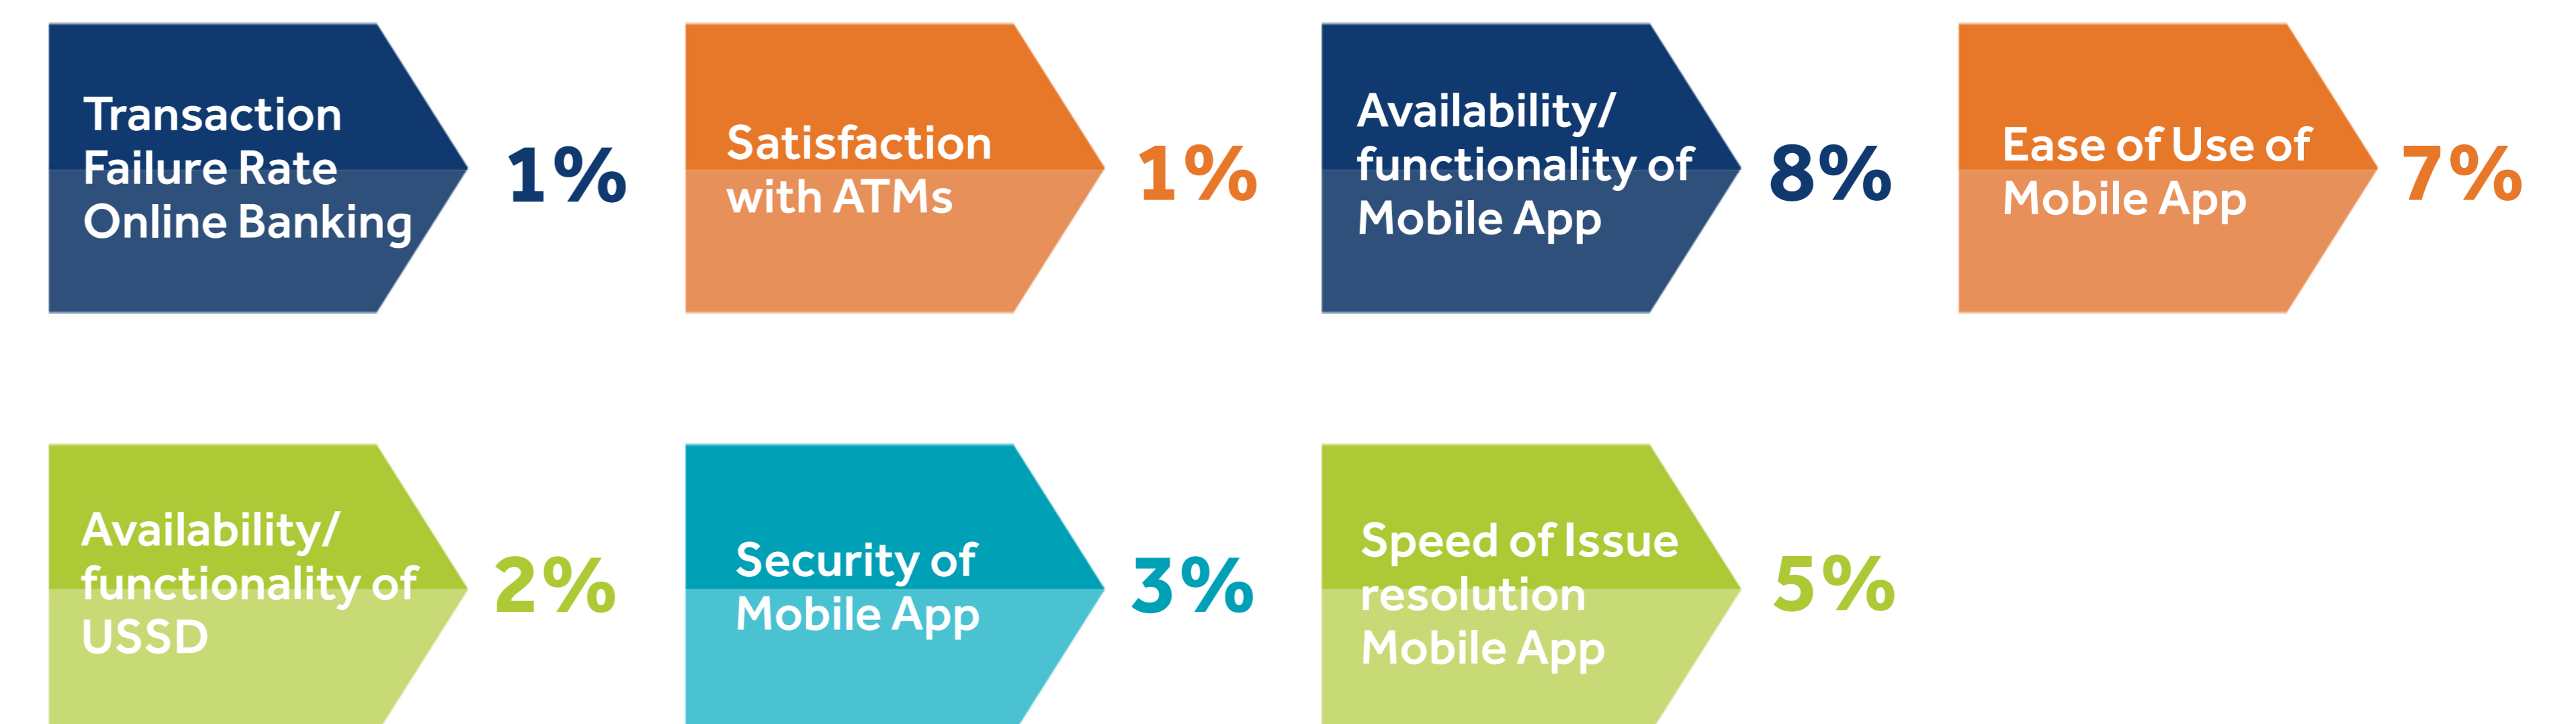 Transaction
Failure Rate
Online Banking
1%
Satisfaction
with ATMs
1%
Availability/
functionality of
Mobile App
8%
Ease of Use of
Mobile App
7%
Availability/
functionality of
USSD
2%
Security of
Mobile App
3%
Speed of Issue
resolution
Mobile App
5%